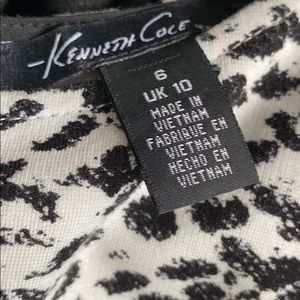 KENNETH COLE
6
UK 10
MADE IN
VIETNAM
FABRIQUE EN
VIETNAM
HECHO EN
VIETNAM